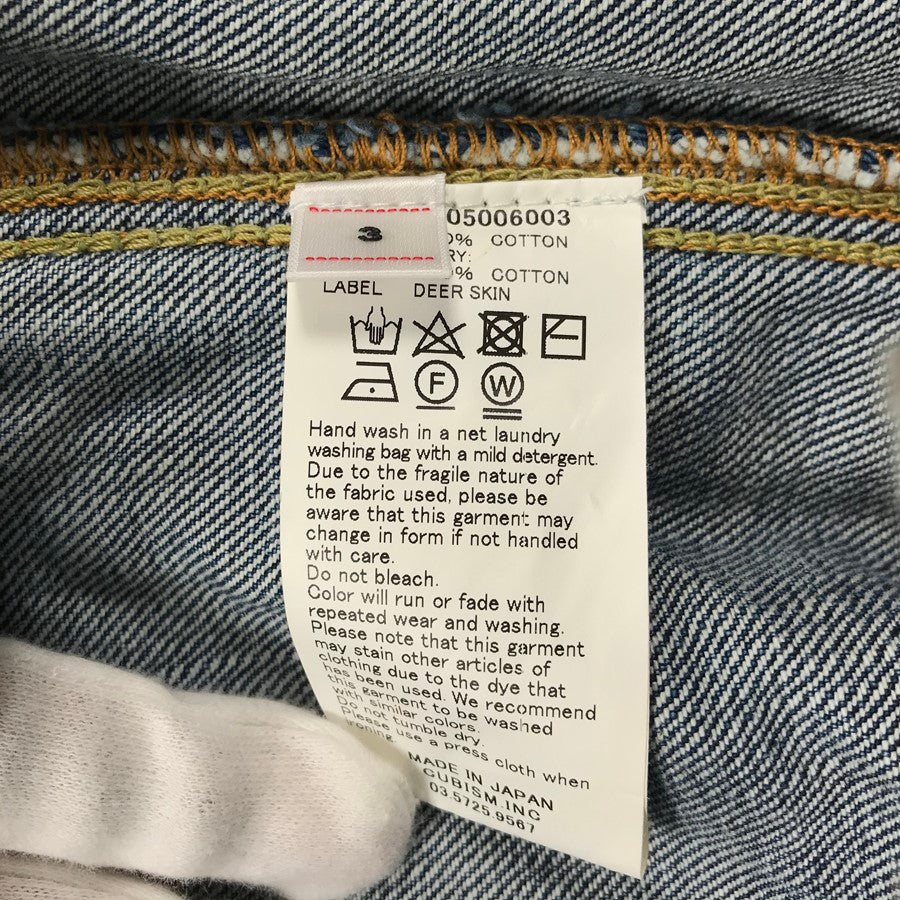 3
05006003
% COTTON
RY:
% COTTON
LABEL DEER SKIN
F W
Hand wash in a net laundry
washing bag with a mild detergent.
Due to the fragile nature of
the fabric used, please be
aware that this garment may
change in form if not handled
with care.
Do not bleach.
Color will run or fade with
repeated wear and washing.
Please note that this garment
may stain other articles of
clothing due to the dye that
has been used. We recommend
this garment to be washed
with similar colors.
Do not tumble dry.
Please use a press cloth when
ironing.
MADE IN JAPAN
CUBISM.INC
03.5725.9567